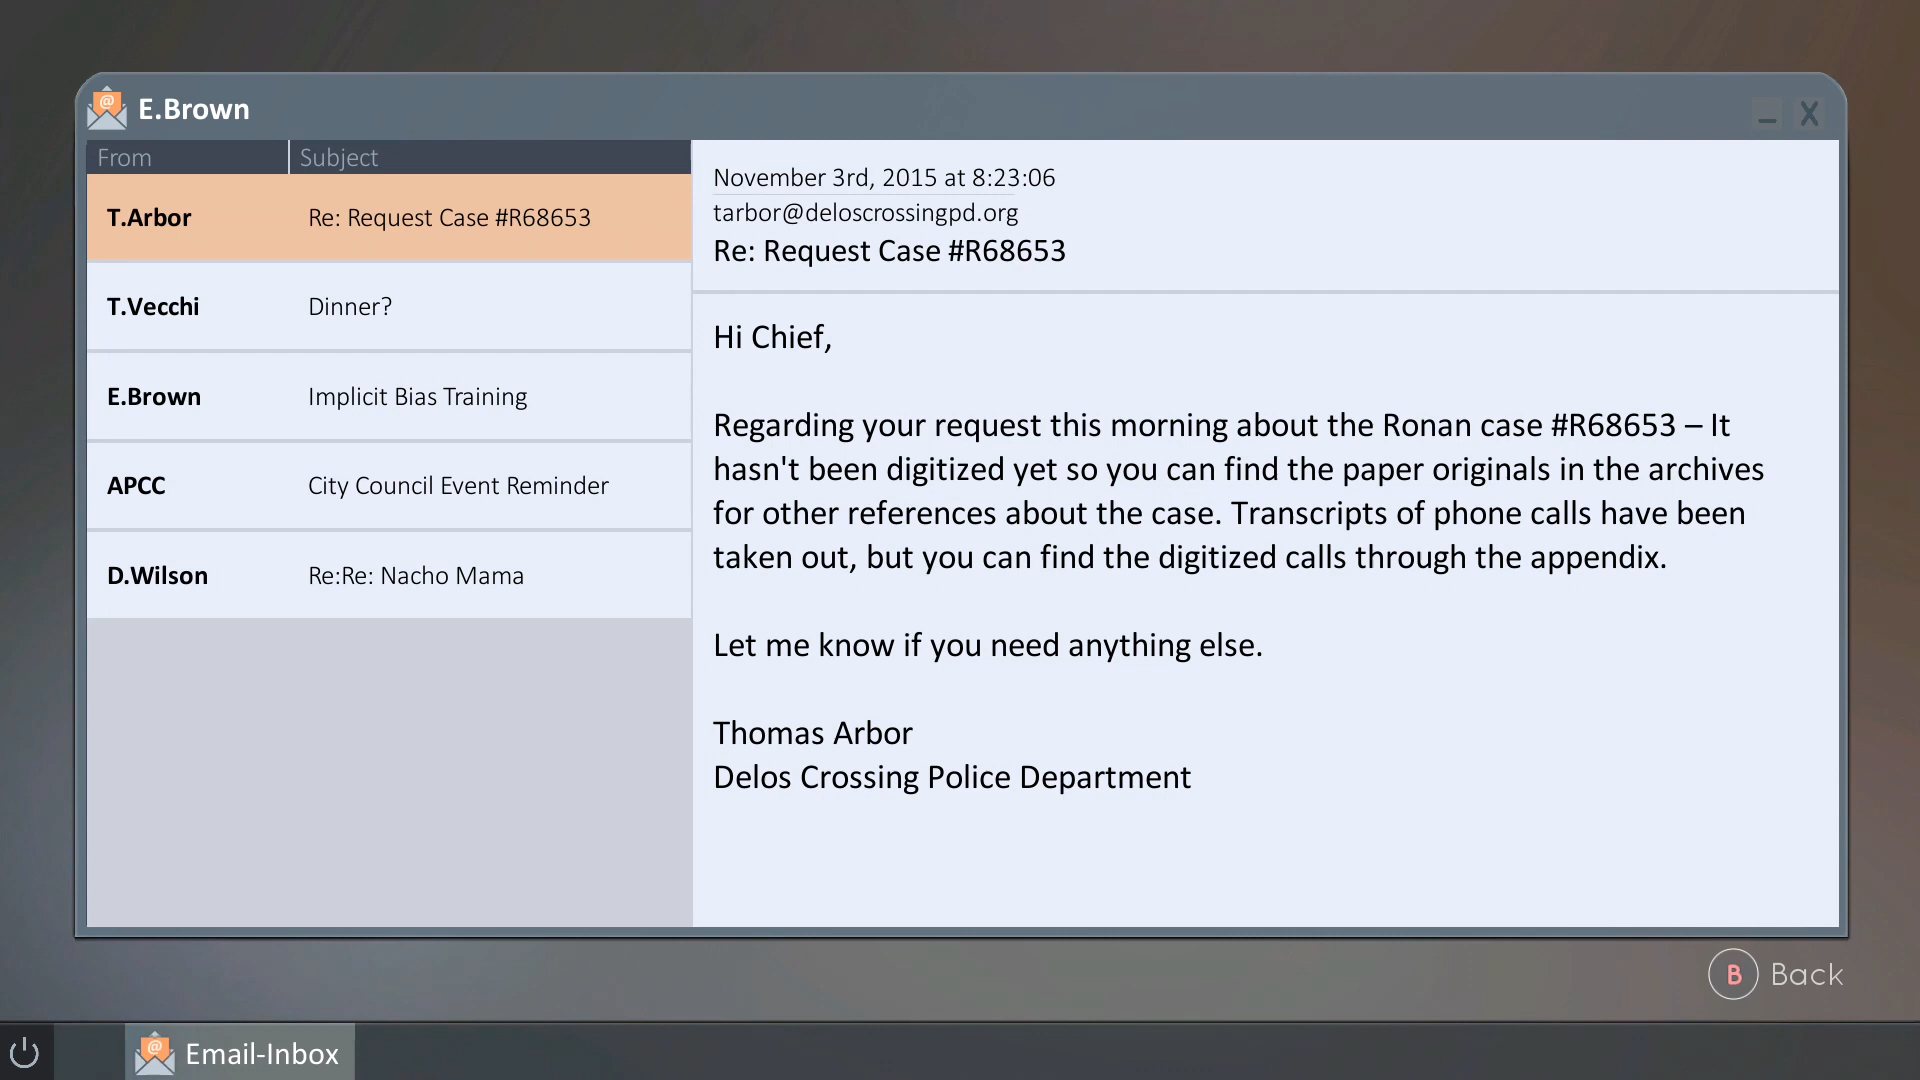 E.Brown
_ X
From Subject
T.Arbor Re: Request Case #R68653
T.Vecchi Dinner?
E.Brown Implicit Bias Training
APCC City Council Event Reminder
D.Wilson Re:Re: Nacho Mama
November 3rd, 2015 at 8:23:06
tarbor@deloscrossingpd.org
Re: Request Case #R68653
Hi Chief,
Regarding your request this morning about the Ronan case #R68653 – It
hasn't been digitized yet so you can find the paper originals in the archives
for other references about the case. Transcripts of phone calls have been
taken out, but you can find the digitized calls through the appendix.
Let me know if you need anything else.
Thomas Arbor
Delos Crossing Police Department
B Back
Email-Inbox